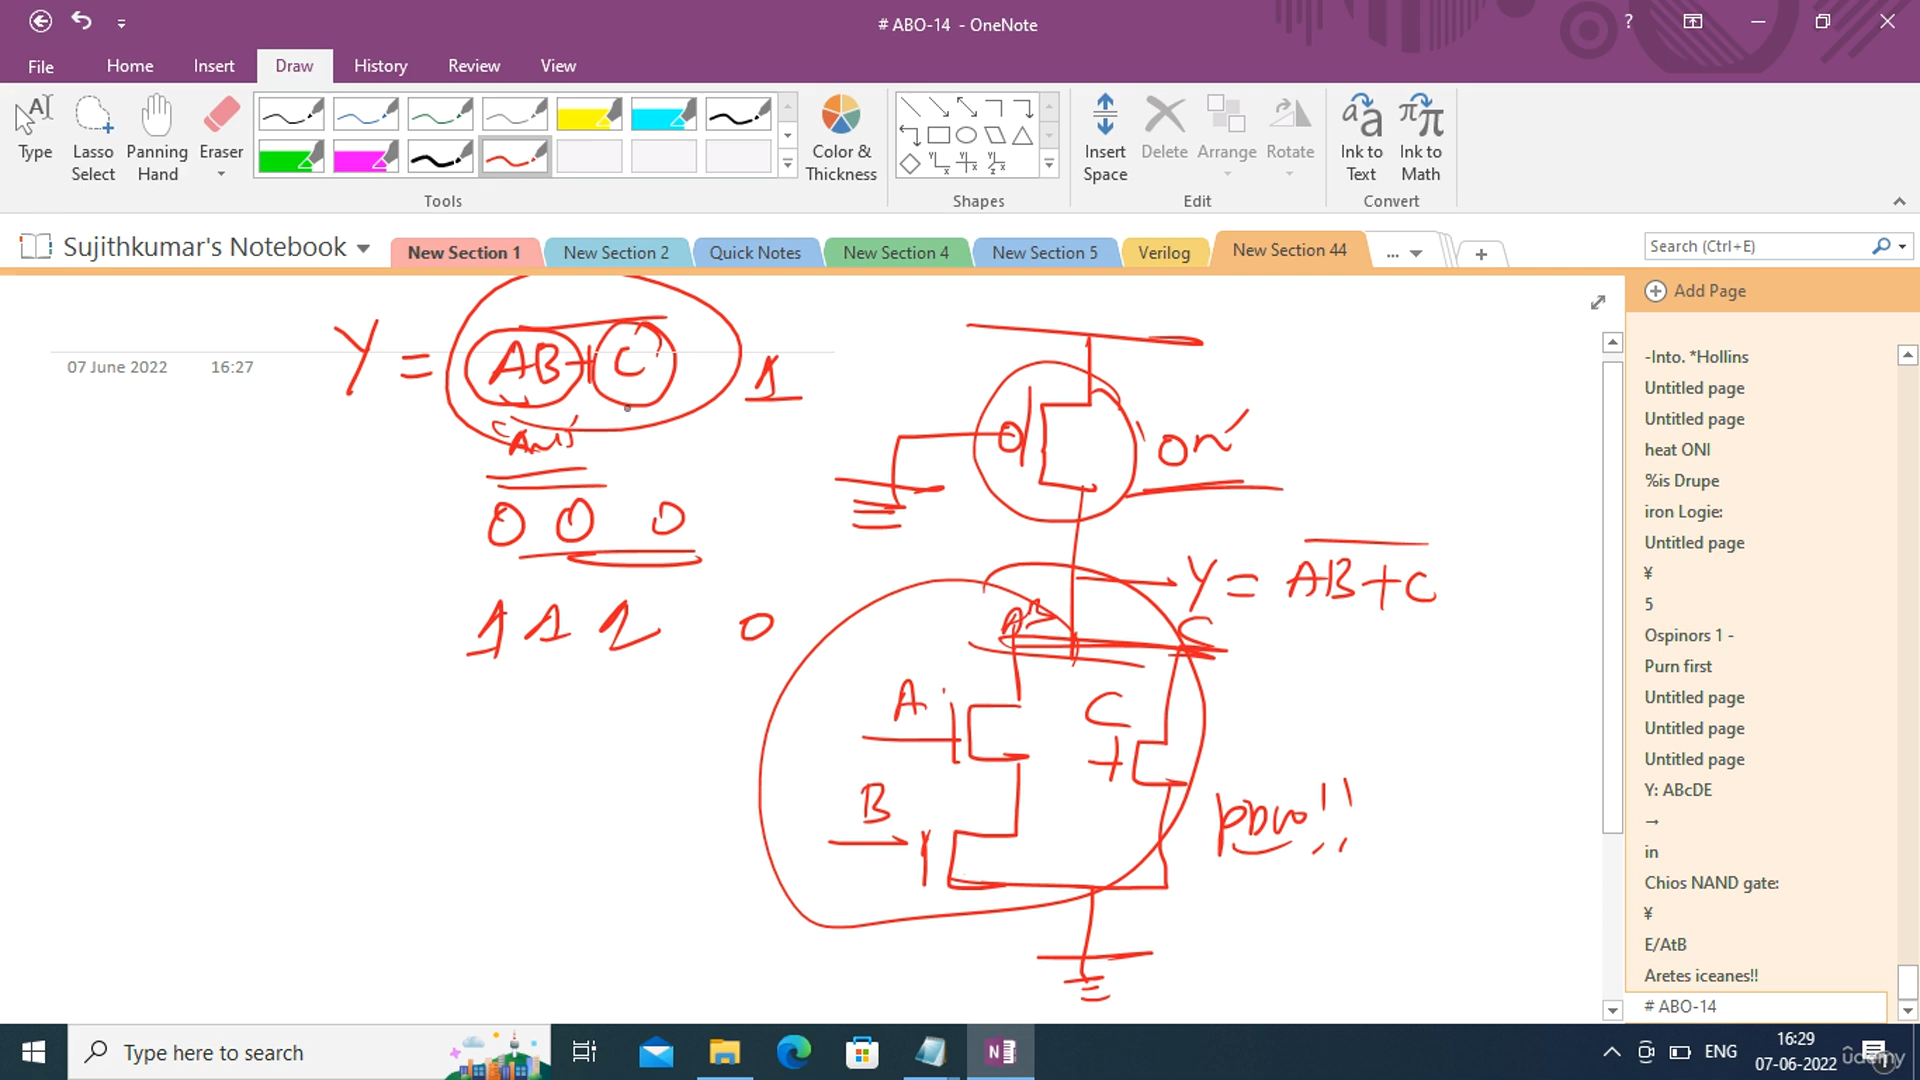 # ABO-14 - OneNote
File Home Insert Draw History Review View
Type
Lasso Select
Panning Hand
Eraser
Color & Thickness
Insert Space
Delete
Arrange
Rotate
Ink to Text
Ink to Math
Tools
Shapes
Edit
Convert
Sujithkumar's Notebook
New Section 1
New Section 2
Quick Notes
New Section 4
New Section 5
Verilog
New Section 44
...
Search (Ctrl+E)
Add Page
07 June 2022 16:27
Y = AB+C 1
0 0 0
1 1 1 0
'ON'
Y = AB+C
AB
C
A
C
B
-Into. *Hollins
Untitled page
Untitled page
heat ONI
%is Drupe
iron Logie:
Untitled page
¥
5
Ospinors 1 -
Purn first
Untitled page
Untitled page
Untitled page
Y: ABcDE
→
in
Chios NAND gate:
¥
E/AtB
Aretes iceanes!!
# ABO-14
Type here to search
ENG
16:29
07-06-2022
udemy